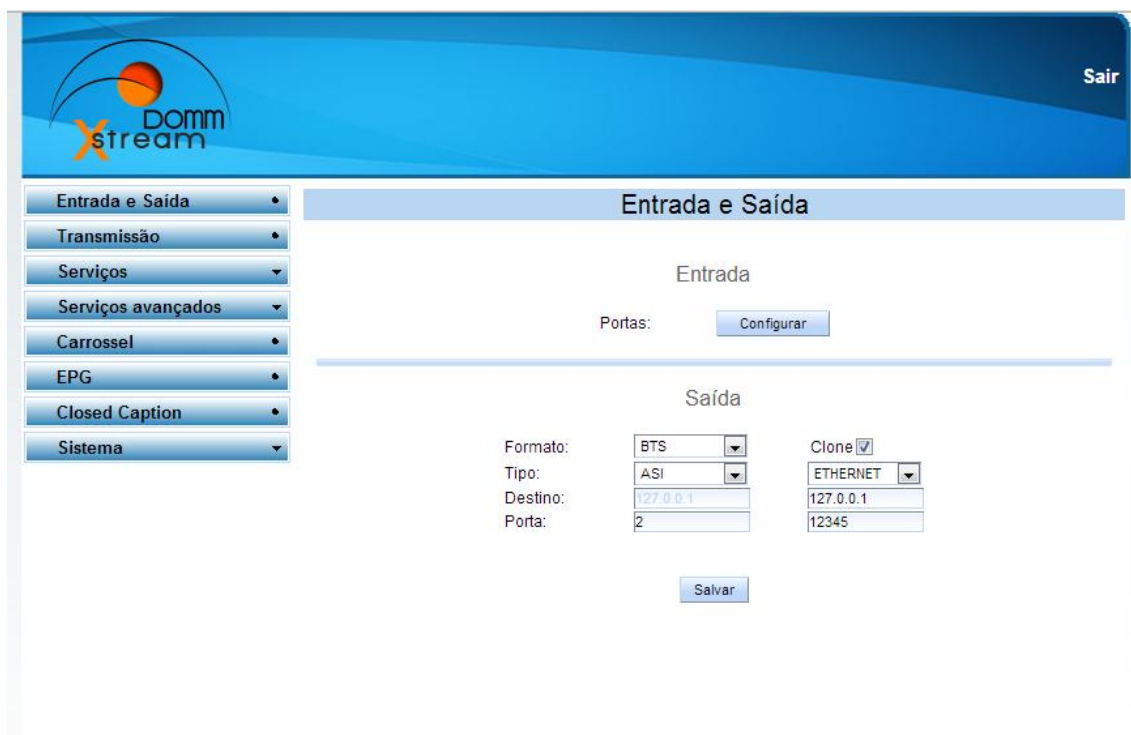 Domm
Xstream
Sair
Entrada e Saída
Transmissão
Serviços
Serviços avançados
Carrossel
EPG
Closed Caption
Sistema
Entrada e Saída
Entrada
Portas: Configurar
Saída
Formato: BTS Clone
Tipo: ASI ETHERNET
Destino: 127.0.0.1 127.0.0.1
Porta: 2 12345
Salvar